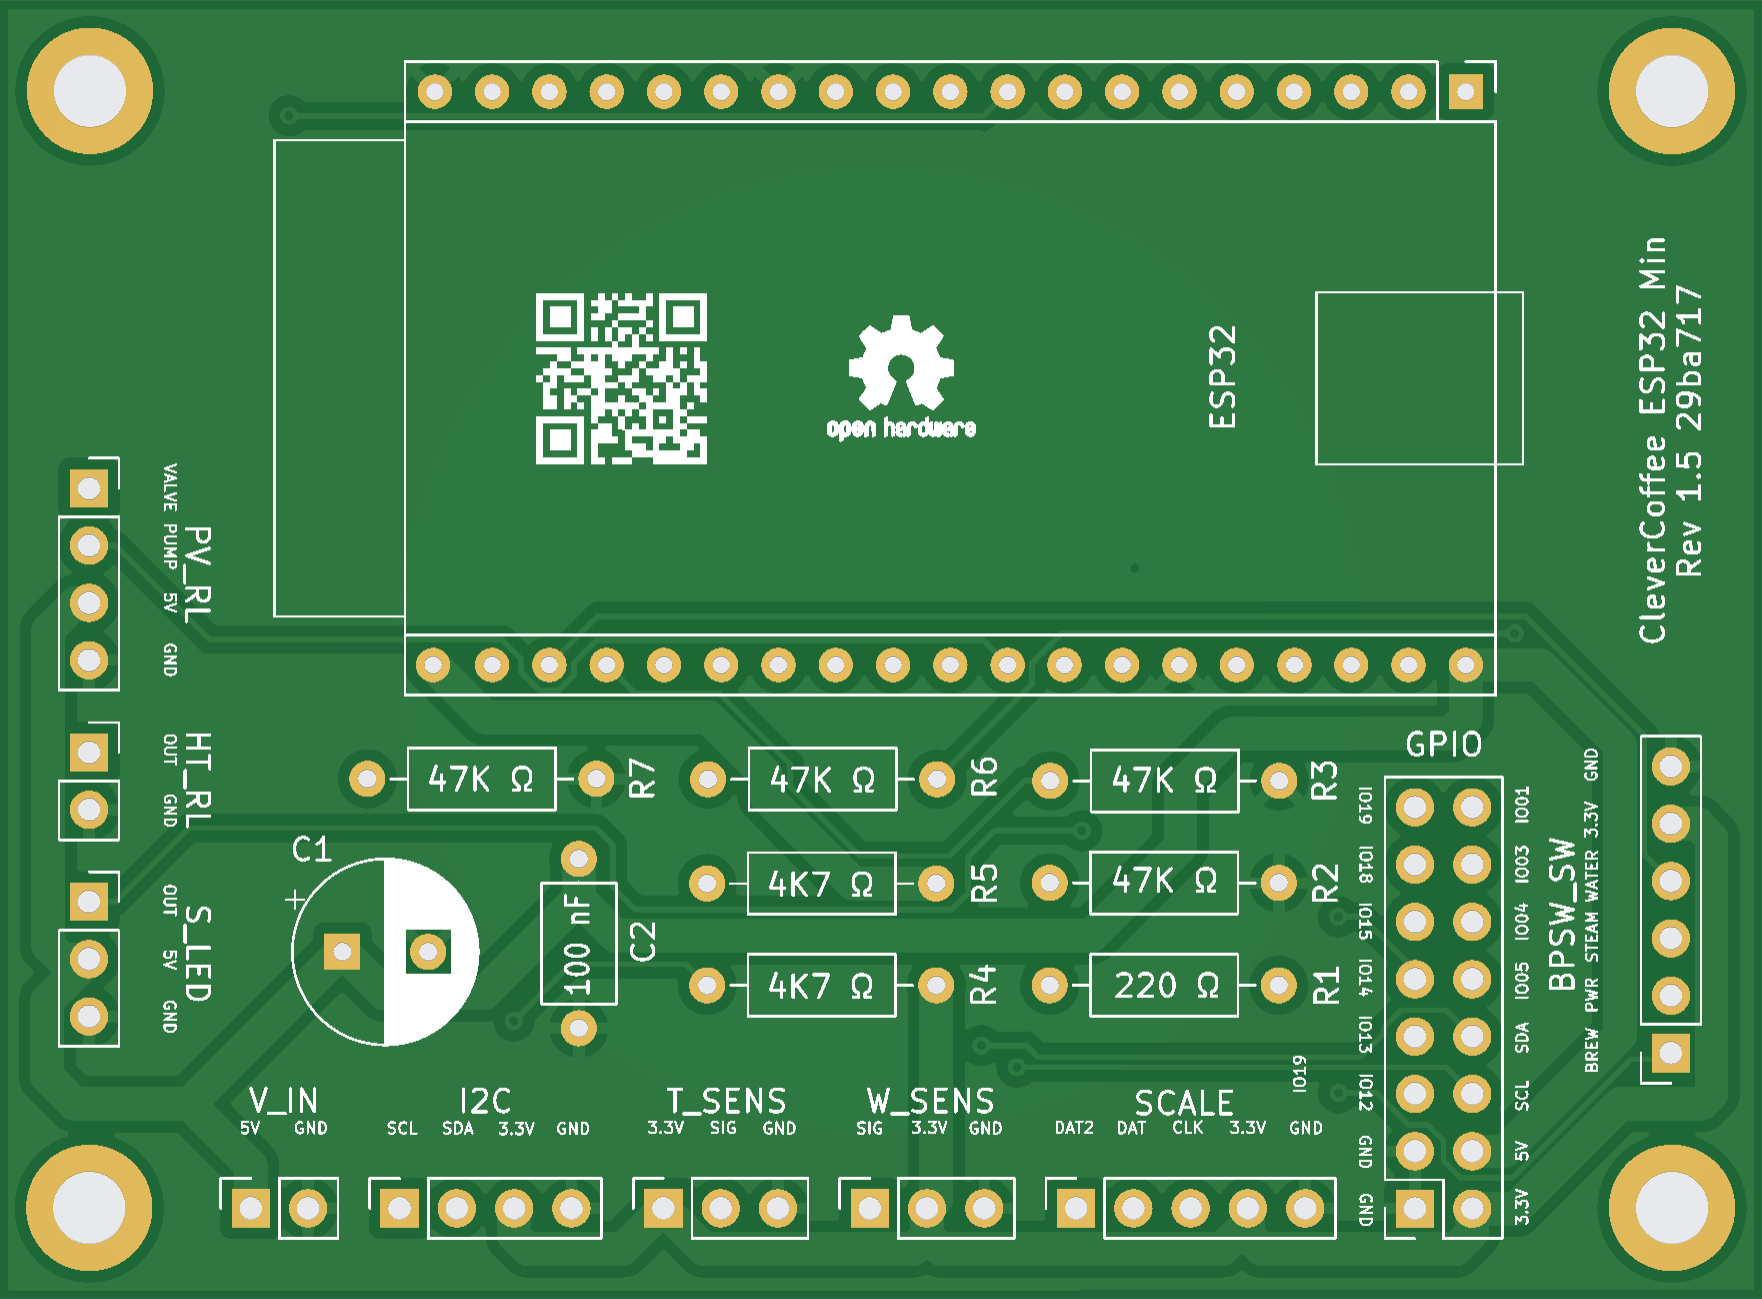 open hardware
ESP32
CleverCoffee ESP32 Min
Rev 1.5 29ba717
VALVE
PUMP
5V
GND
PV_RL
OUT
GND
HT_RL
OUT
5V
GND
S_LED
47K Ω
R7
47K Ω
R6
47K Ω
R3
C1
+
100 nF
C2
4K7 Ω
R5
47K Ω
R2
4K7 Ω
R4
220 Ω
R1
GPIO
IO19
IO18
IO15
IO14
IO13
IO12
GND
GND
IO01
IO03
IO04
IO05
SDA
SCL
5V
3.3V
BPSW_SW
BREW PWR STEAM WATER 3.3V GND
IO19
V_IN
5V GND
I2C
SCL SDA 3.3V GND
T_SENS
3.3V SIG GND
W_SENS
SIG 3.3V GND
SCALE
DAT2 DAT CLK 3.3V GND